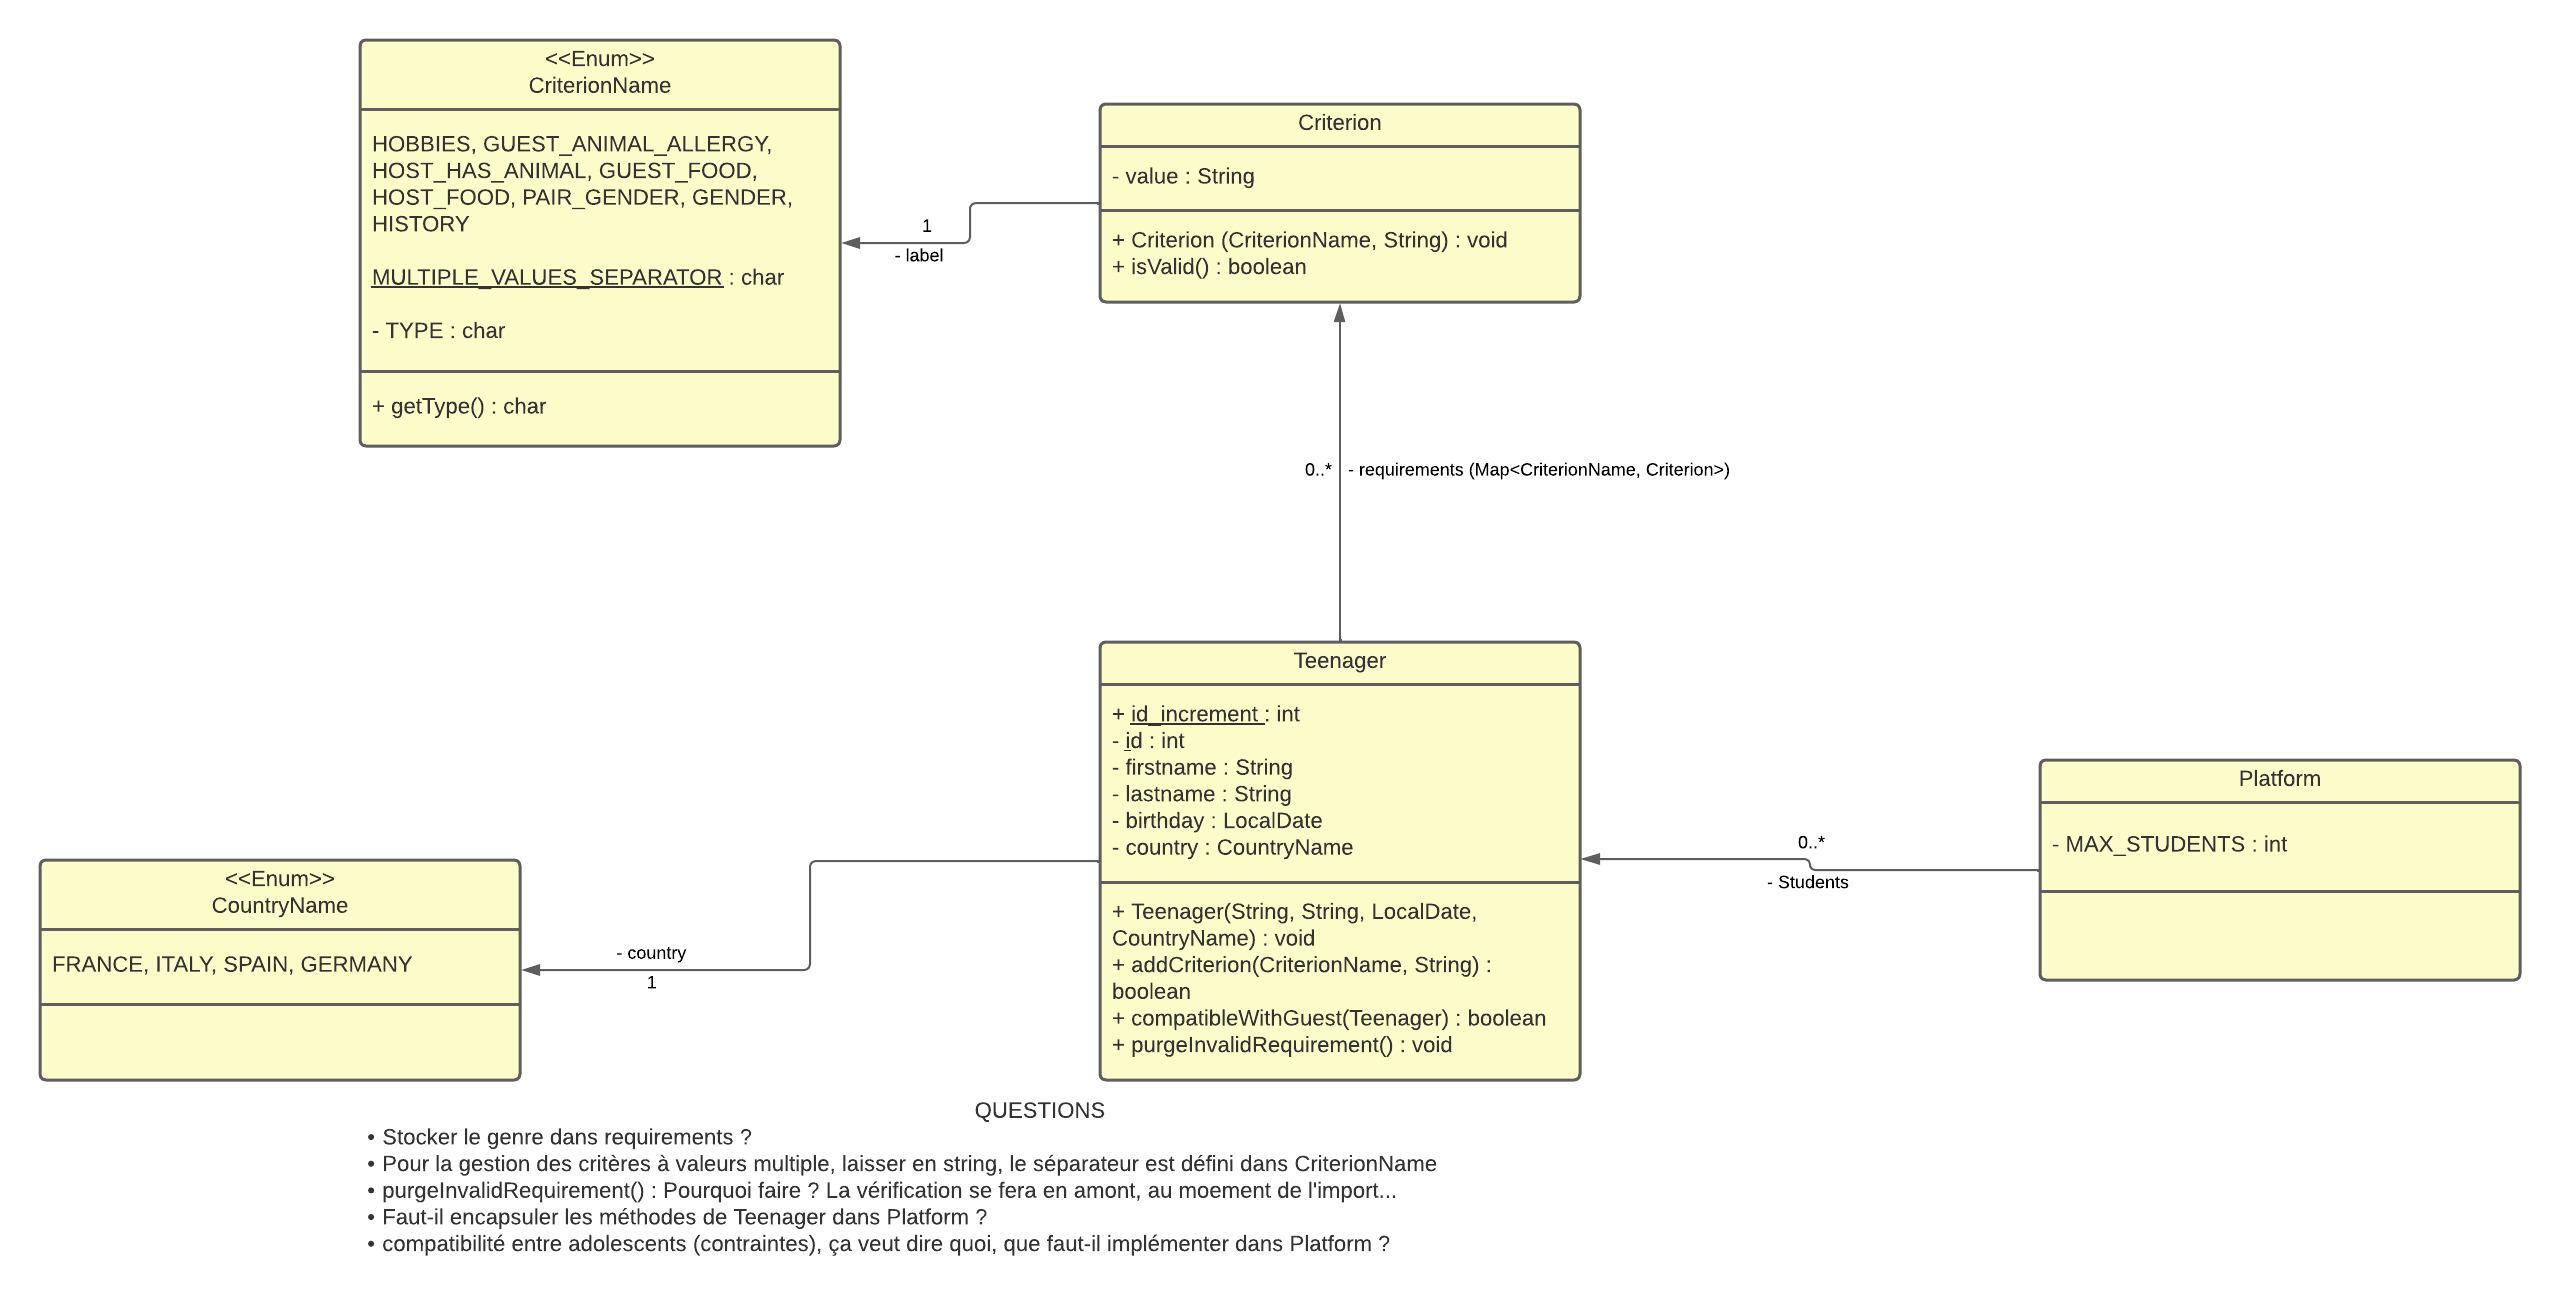 <<Enum>>
CriterionName
HOBBIES, GUEST_ANIMAL_ALLERGY,
HOST_HAS_ANIMAL, GUEST_FOOD,
HOST_FOOD, PAIR_GENDER, GENDER,
HISTORY
MULTIPLE_VALUES_SEPARATOR : char
- TYPE : char
+ getType() : char
1
- label
Criterion
- value : String
+ Criterion (CriterionName, String) : void
+ isValid() : boolean
0..* - requirements (Map<CriterionName, Criterion>)
Teenager
+ id_increment : int
- id : int
- firstname : String
- lastname : String
- birthday : LocalDate
- country : CountryName
+ Teenager(String, String, LocalDate,
CountryName) : void
+ addCriterion(CriterionName, String) :
boolean
+ compatibleWithGuest(Teenager) : boolean
+ purgeInvalidRequirement() : void
Platform
- MAX_STUDENTS : int
0..*
- Students
<<Enum>>
CountryName
FRANCE, ITALY, SPAIN, GERMANY
- country
1
QUESTIONS
• Stocker le genre dans requirements ?
• Pour la gestion des critères à valeurs multiple, laisser en string, le séparateur est défini dans CriterionName
• purgeInvalidRequirement() : Pourquoi faire ? La vérification se fera en amont, au moement de l'import...
• Faut-il encapsuler les méthodes de Teenager dans Platform ?
• compatibilité entre adolescents (contraintes), ça veut dire quoi, que faut-il implémenter dans Platform ?